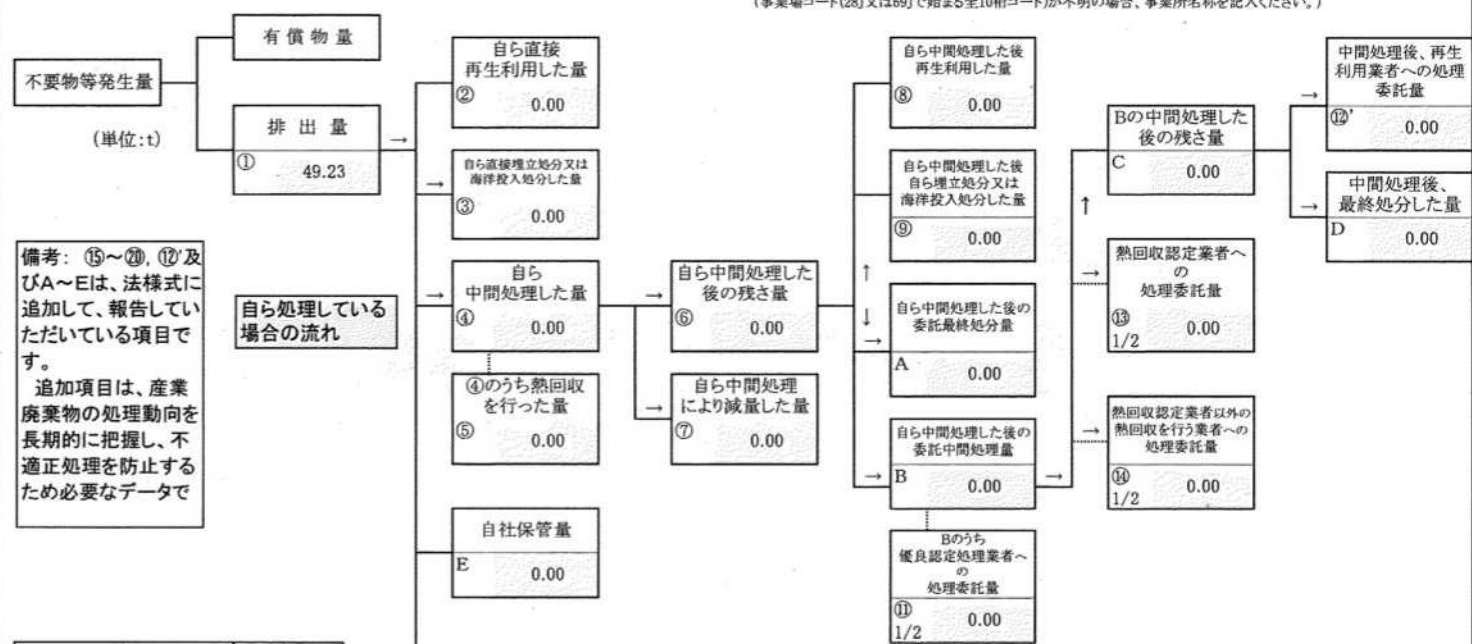 (事業場コード(「28」又は「69」で始まる全10桁コード)が不明の場合、事業所名称を記入ください。)
不要物等発生量
(単位:t)
有 償 物 量
排 出 量
①
49.23
→
備考: ⑮～⑳, ⑫'及
びA～Eは、法様式に
追加して、報告してい
ただいている項目で
す。
追加項目は、産業
廃棄物の処理動向を
長期的に把握し、不
適正処理を防止する
ため必要なデータで
自ら処理している
場合の流れ
自ら直接
再生利用した量
②
0.00
→
自ら直接埋立処分又は
海洋投入処分した量
③
0.00
→
自ら
中間処理した量
④
0.00
④のうち熱回収
を行った量
⑤
0.00
自社保管量
E
0.00
→
自ら中間処理した
後の残さ量
⑥
0.00
→
自ら中間処理
により減量した量
⑦
0.00
自ら中間処理した後
再生利用した量
⑧
0.00
自ら中間処理した後
自ら埋立処分又は
海洋投入処分した量
⑨
0.00
↑
↓
→
自ら中間処理した後の
委託最終処分量
A
0.00
→
自ら中間処理した後の
委託中間処理量
B
0.00
→
Bのうち
優良認定処理業者へ
の
処理委託量
⑪
1/2
0.00
↑
Bの中間処理した
後の残さ量
C
0.00
→
熱回収認定業者へ
の
処理委託量
⑬
1/2
0.00
→
熱回収認定業者以外の
熱回収を行う業者への
処理委託量
⑭
1/2
0.00
→
中間処理後、再生
利用業者への処理
委託量
⑫'
0.00
→
中間処理後、
最終処分した量
D
0.00